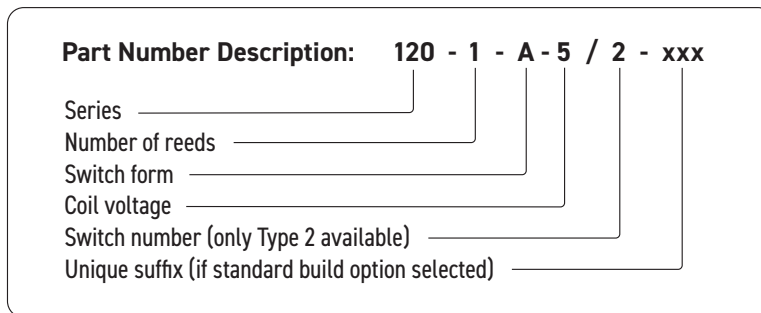 Part Number Description: 120 - 1 - A - 5 / 2 - xxx
Series
Number of reeds
Switch form
Coil voltage
Switch number (only Type 2 available)
Unique suffix (if standard build option selected)